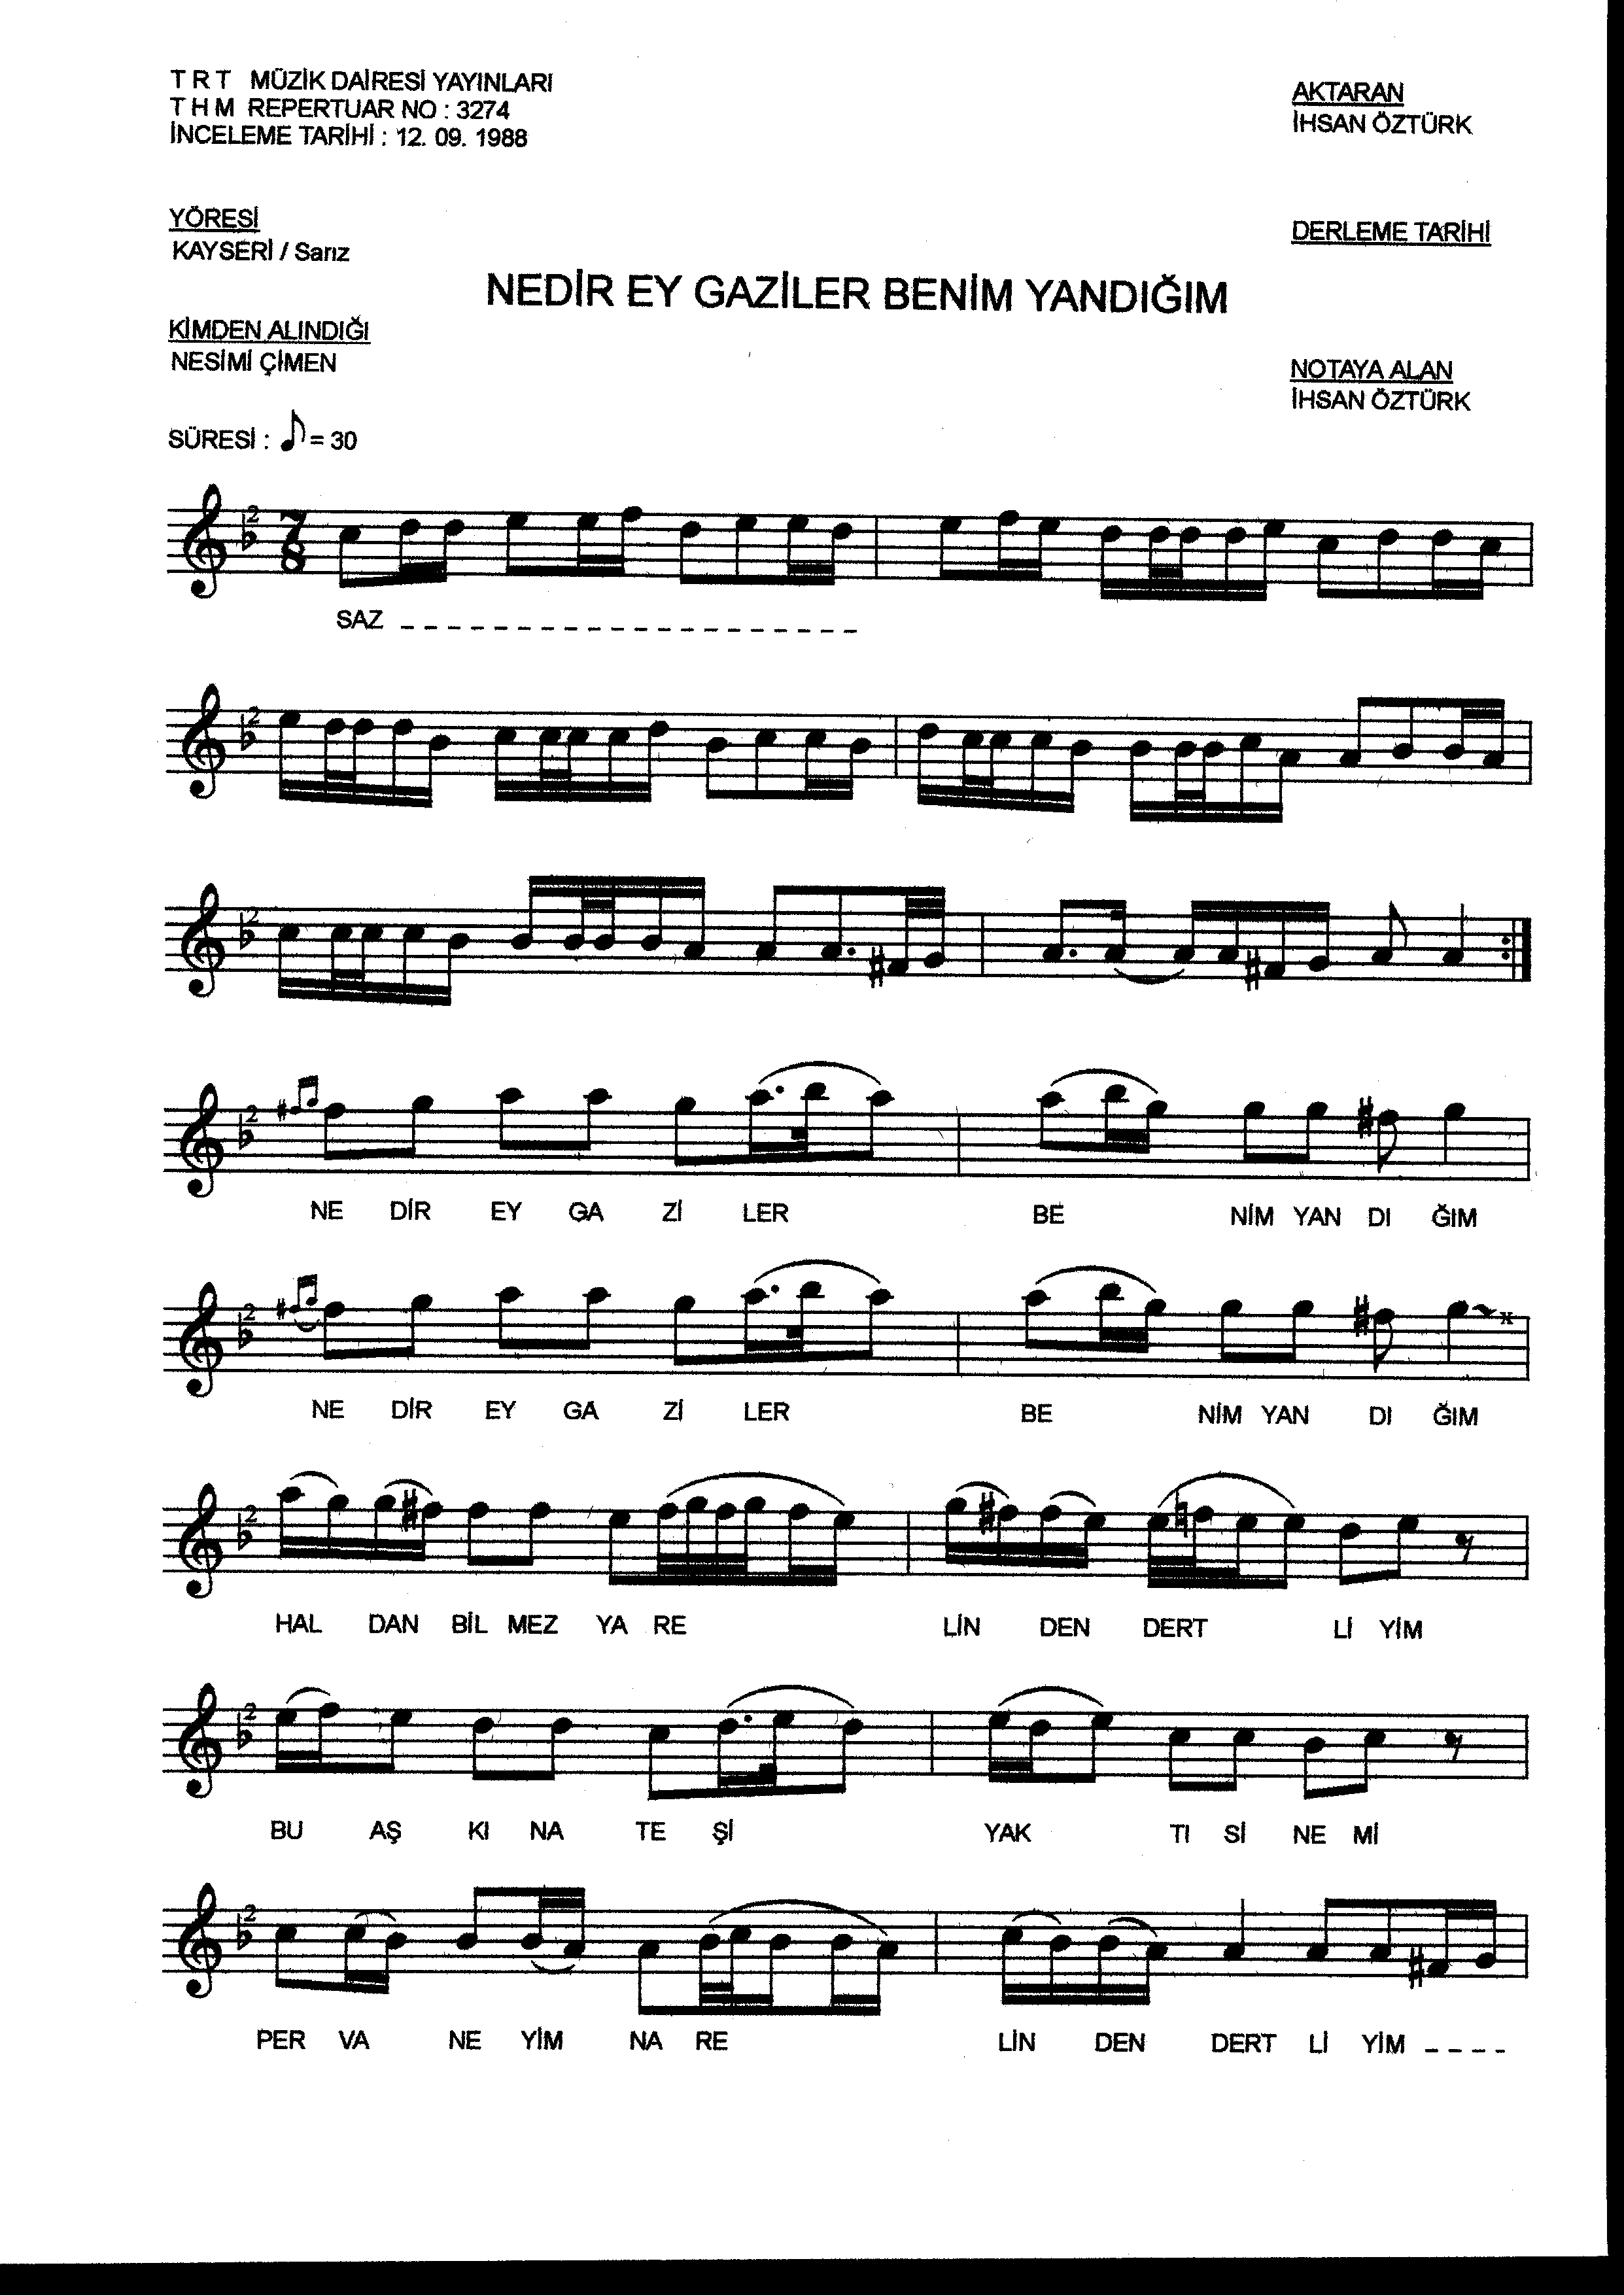 T R T MÜZİK DAİRESİ YAYINLARI
T H M REPERTUAR NO : 3274
İNCELEME TARİHİ : 12. 09. 1988
AKTARAN
İHSAN ÖZTÜRK
YÖRESİ
KAYSERİ / Sarız
DERLEME TARİHİ
NEDİR EY GAZİLER BENİM YANDIĞIM
KİMDEN ALINDIĞI
NESİMİ ÇİMEN
NOTAYA ALAN
İHSAN ÖZTÜRK
SÜRESİ : ♪ = 30
SAZ _ _ _ _ _ _ _ _ _ _ _ _ _ _ _ _ _ _ _ _
NE DİR EY GA Zİ LER BE NİM YAN DI ĞIM
NE DİR EY GA Zİ LER BE NİM YAN DI ĞIM
HAL DAN BİL MEZ YA RE LİN DEN DERT Lİ YİM
BU AŞ KI NA TE Şİ YAK TI Sİ NE Mİ
PER VA NE YİM NA RE LİN DEN DERT Lİ YİM _ _ _ _